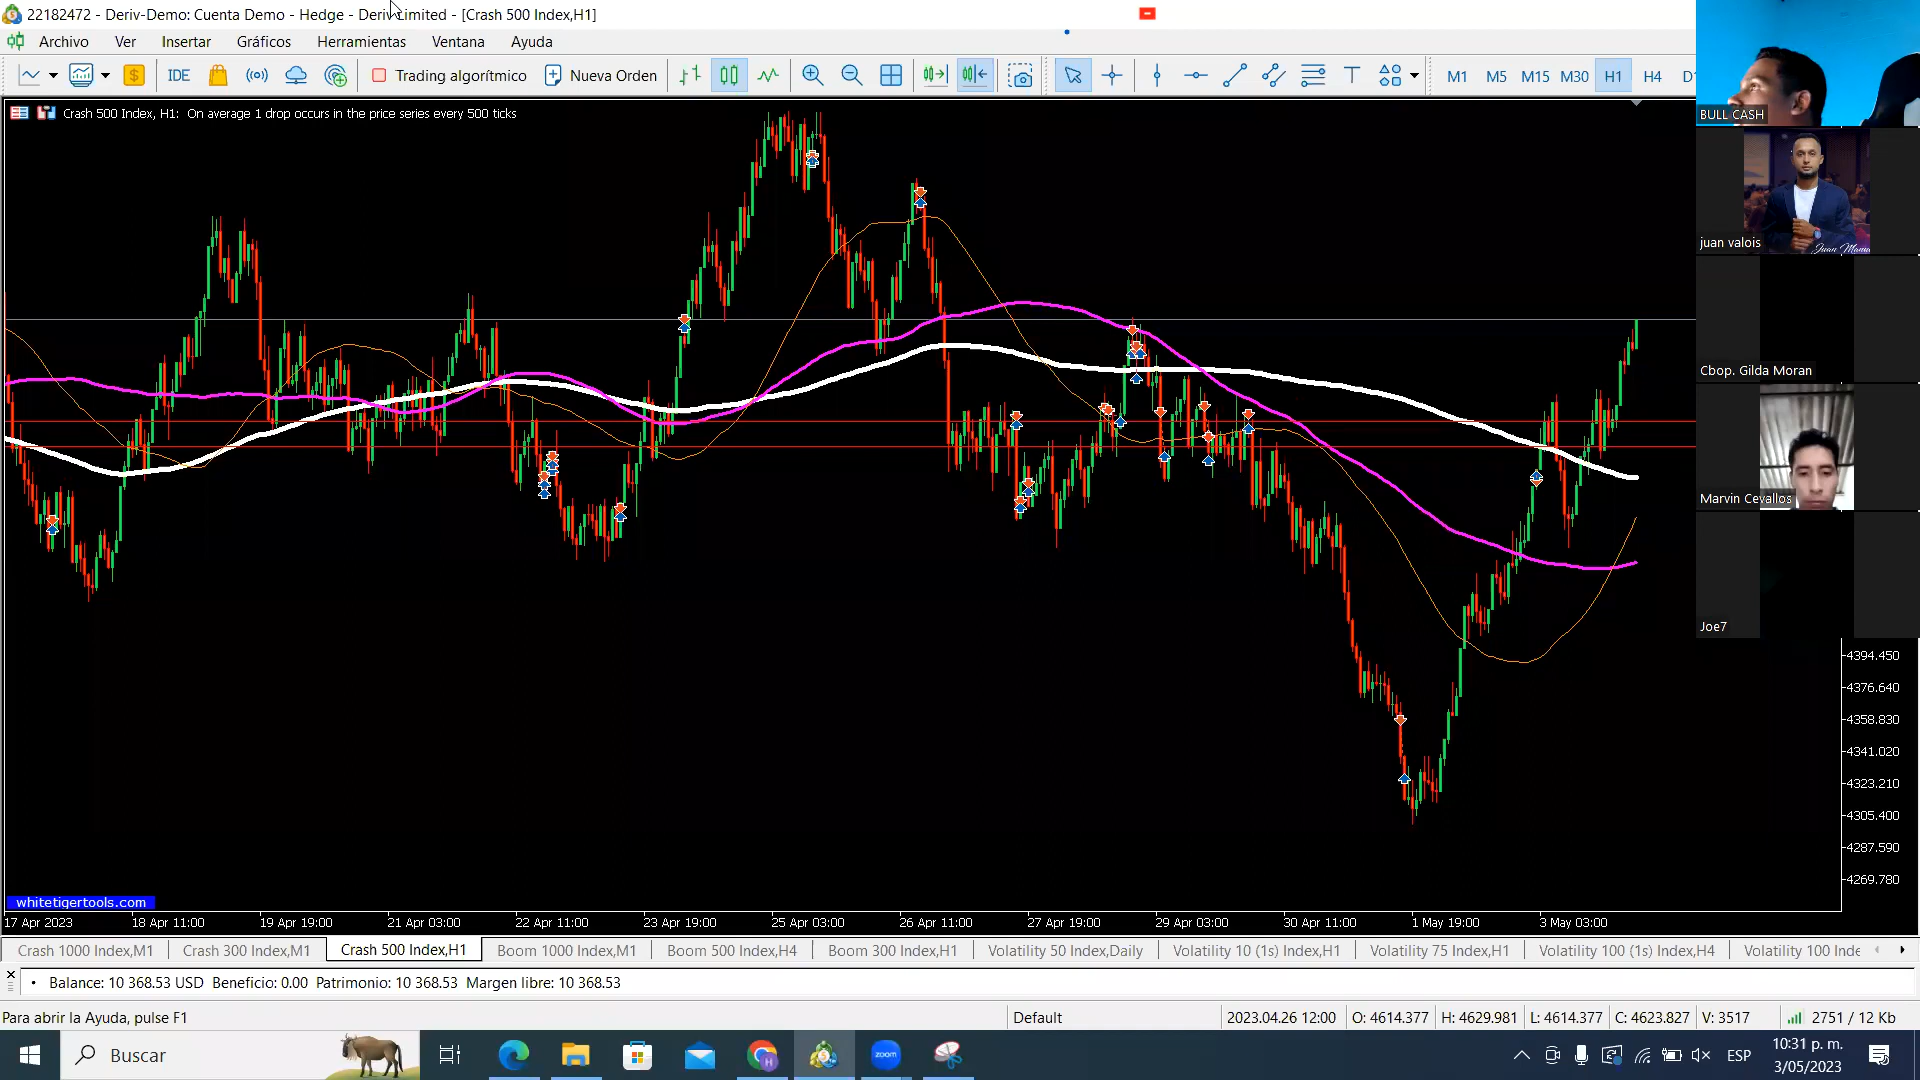 22182472 - Deriv-Demo: Cuenta Demo - Hedge - Deriv Limited - [Crash 500 Index,H1]
Archivo Ver Insertar Gráficos Herramientas Ventana Ayuda
IDE Trading algorítmico Nueva Orden T M1 M5 M15 M30 H1 H4
Crash 500 Index, H1: On average 1 drop occurs in the price series every 500 ticks
BULL CASH
juan valois
Cbop. Gilda Moran
Marvin Cevallos
Joe7
4394.450
4376.640
4358.830
4341.020
4323.210
4305.400
4287.590
4269.780
whitetigertools.com
17 Apr 2023 18 Apr 11:00 19 Apr 19:00 21 Apr 03:00 22 Apr 11:00 23 Apr 19:00 25 Apr 03:00 26 Apr 11:00 27 Apr 19:00 29 Apr 03:00 30 Apr 11:00 1 May 19:00 3 May 03:00
Crash 1000 Index,M1 Crash 300 Index,M1 Crash 500 Index,H1 Boom 1000 Index,M1 Boom 500 Index,H4 Boom 300 Index,H1 Volatility 50 Index,Daily Volatility 10 (1s) Index,H1 Volatility 75 Index,H1 Volatility 100 (1s) Index,H4 Volatility 100 Inde
Balance: 10 368.53 USD Beneficio: 0.00 Patrimonio: 10 368.53 Margen libre: 10 368.53
Para abrir la Ayuda, pulse F1 Default 2023.04.26 12:00 O: 4614.377 H: 4629.981 L: 4614.377 C: 4623.827 V: 3517 2751 / 12 Kb
Buscar zoom ESP 10:31 p. m.
3/05/2023